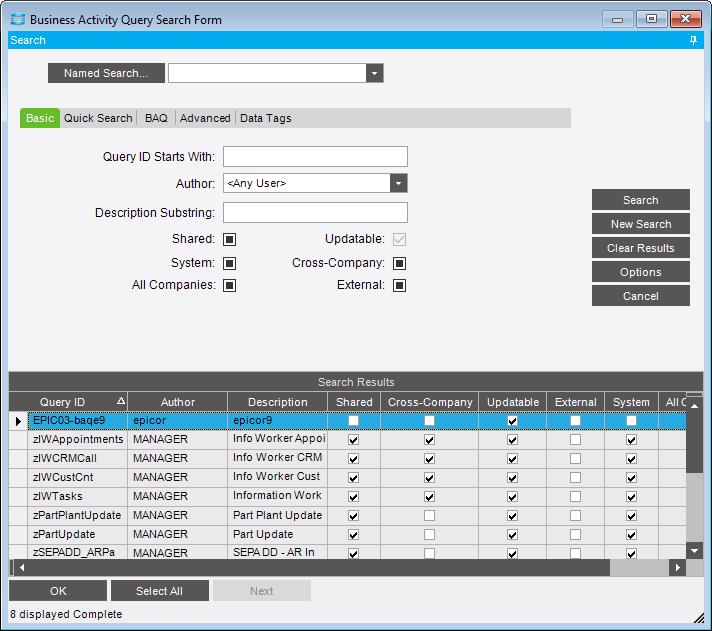 Business Activity Query Search Form
Search
Named Search...
Basic Quick Search BAQ Advanced Data Tags
Query ID Starts With:
Author: <Any User>
Description Substring:
Shared: Updatable:
System: Cross-Company:
All Companies: External:
Search
New Search
Clear Results
Options
Cancel
Search Results
Query ID Author Description Shared Cross-Company Updatable External System All C
EPIC03-baqe9 epicor epicor9
zIWAppointments MANAGER Info Worker Appoi
zIWCRMCall MANAGER Info Worker CRM
zIWCustCnt MANAGER Info Worker Cust
zIWTasks MANAGER Information Work
zPartPlantUpdate MANAGER Part Plant Update
zPartUpdate MANAGER Part Update
zSEPADD_ARPa MANAGER SEPADD - AR In
OK Select All Next
8 displayed Complete